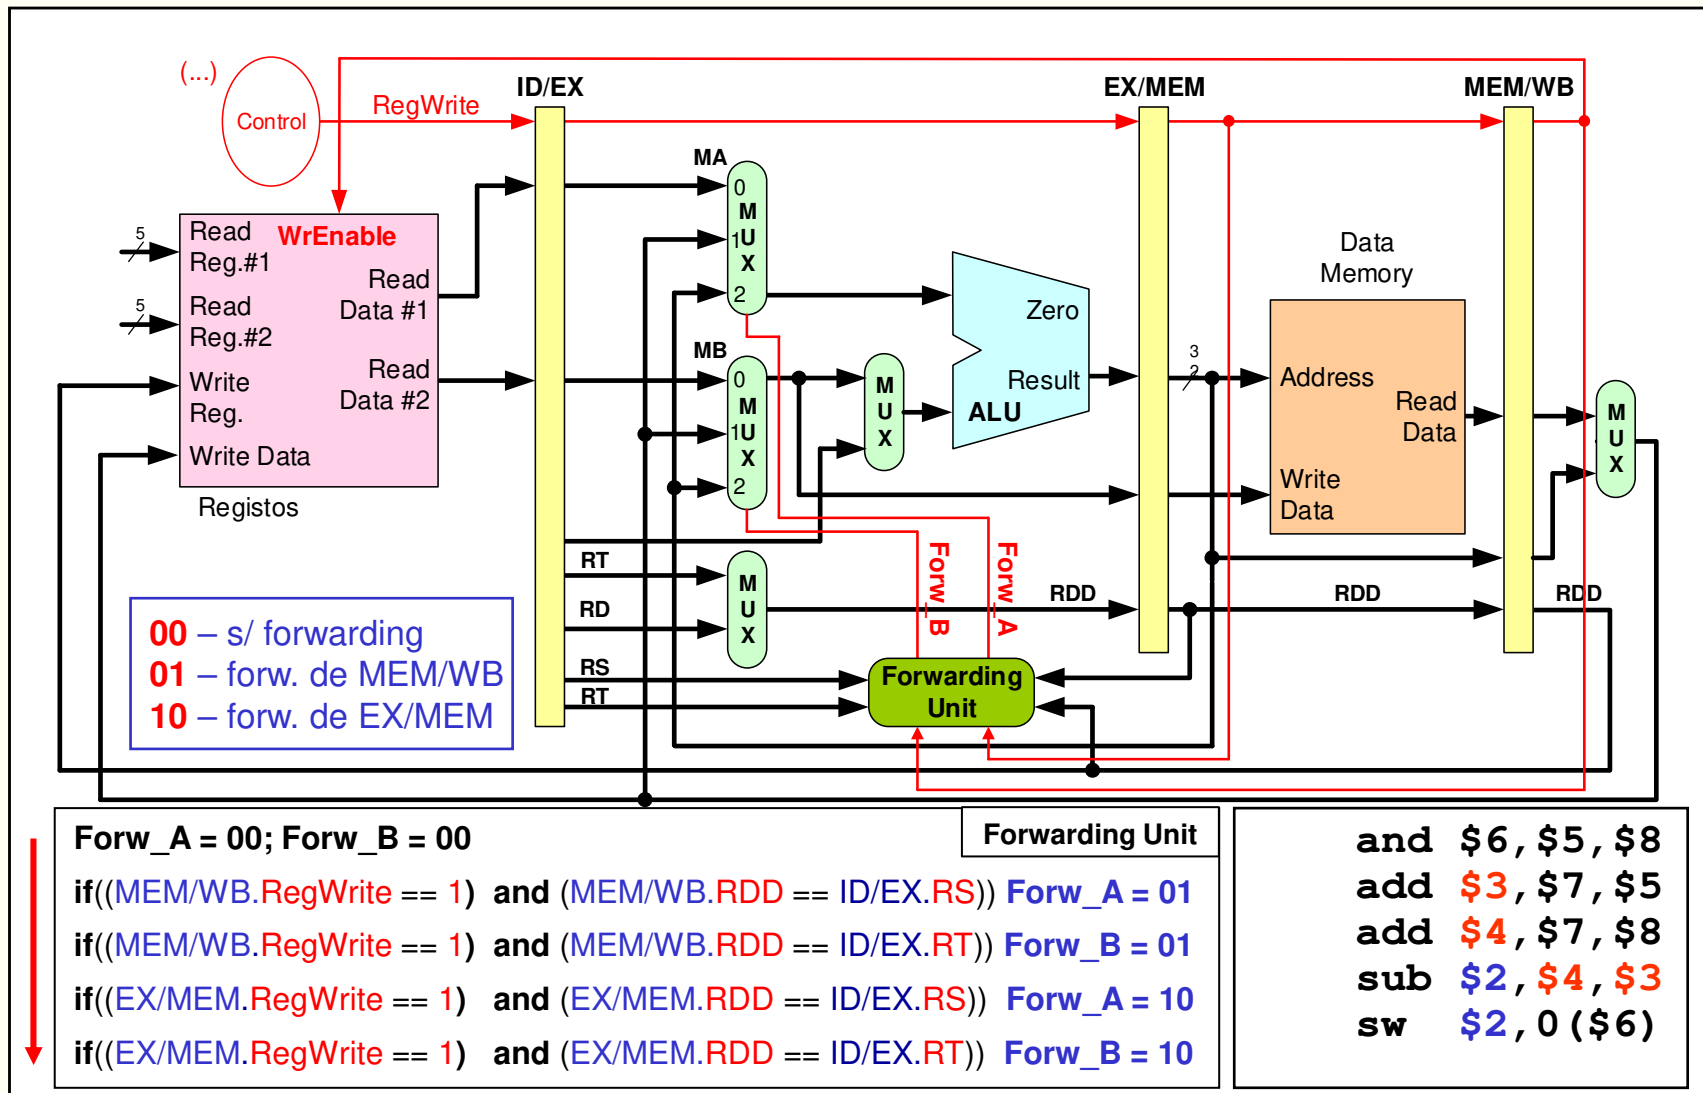 (...)
Control
RegWrite
ID/EX
EX/MEM
MEM/WB
MA
0
M
1U
X
2
5
Read
Reg.#1
WrEnable
Read
Data #1
5
Read
Reg.#2
Write
Reg.
Read
Data #2
Write Data
Registos
MB
0
M
1U
X
2
M
U
X
Zero
Result
ALU
3
2
Data
Memory
Address
Read
Data
Write
Data
M
U
X
RT
RD
M
U
X
RDD
RDD
RDD
Forw_B
Forw_A
RS
RT
Forwarding
Unit
00 – s/ forwarding
01 – forw. de MEM/WB
10 – forw. de EX/MEM
Forw_A = 00; Forw_B = 00
Forwarding Unit
if((MEM/WB.RegWrite == 1) and (MEM/WB.RDD == ID/EX.RS)) Forw_A = 01
if((MEM/WB.RegWrite == 1) and (MEM/WB.RDD == ID/EX.RT)) Forw_B = 01
if((EX/MEM.RegWrite == 1) and (EX/MEM.RDD == ID/EX.RS)) Forw_A = 10
if((EX/MEM.RegWrite == 1) and (EX/MEM.RDD == ID/EX.RT)) Forw_B = 10
and $6,$5,$8
add $3,$7,$5
add $4,$7,$8
sub $2,$4,$3
sw $2,0($6)